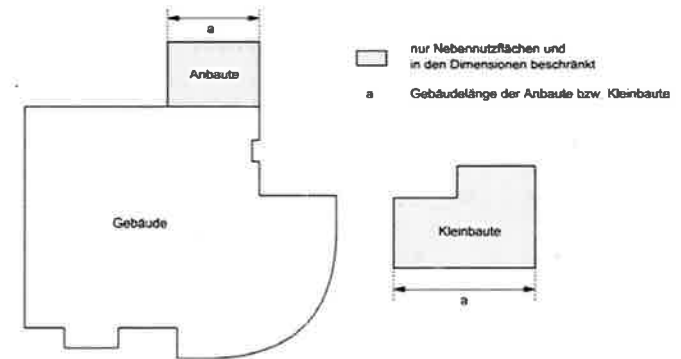 a
Anbaute
nur Nebennutzflächen und
in den Dimensionen beschränkt
a Gebäudelänge der Anbaute bzw. Kleinbaute
Gebäude
Kleinbaute
a